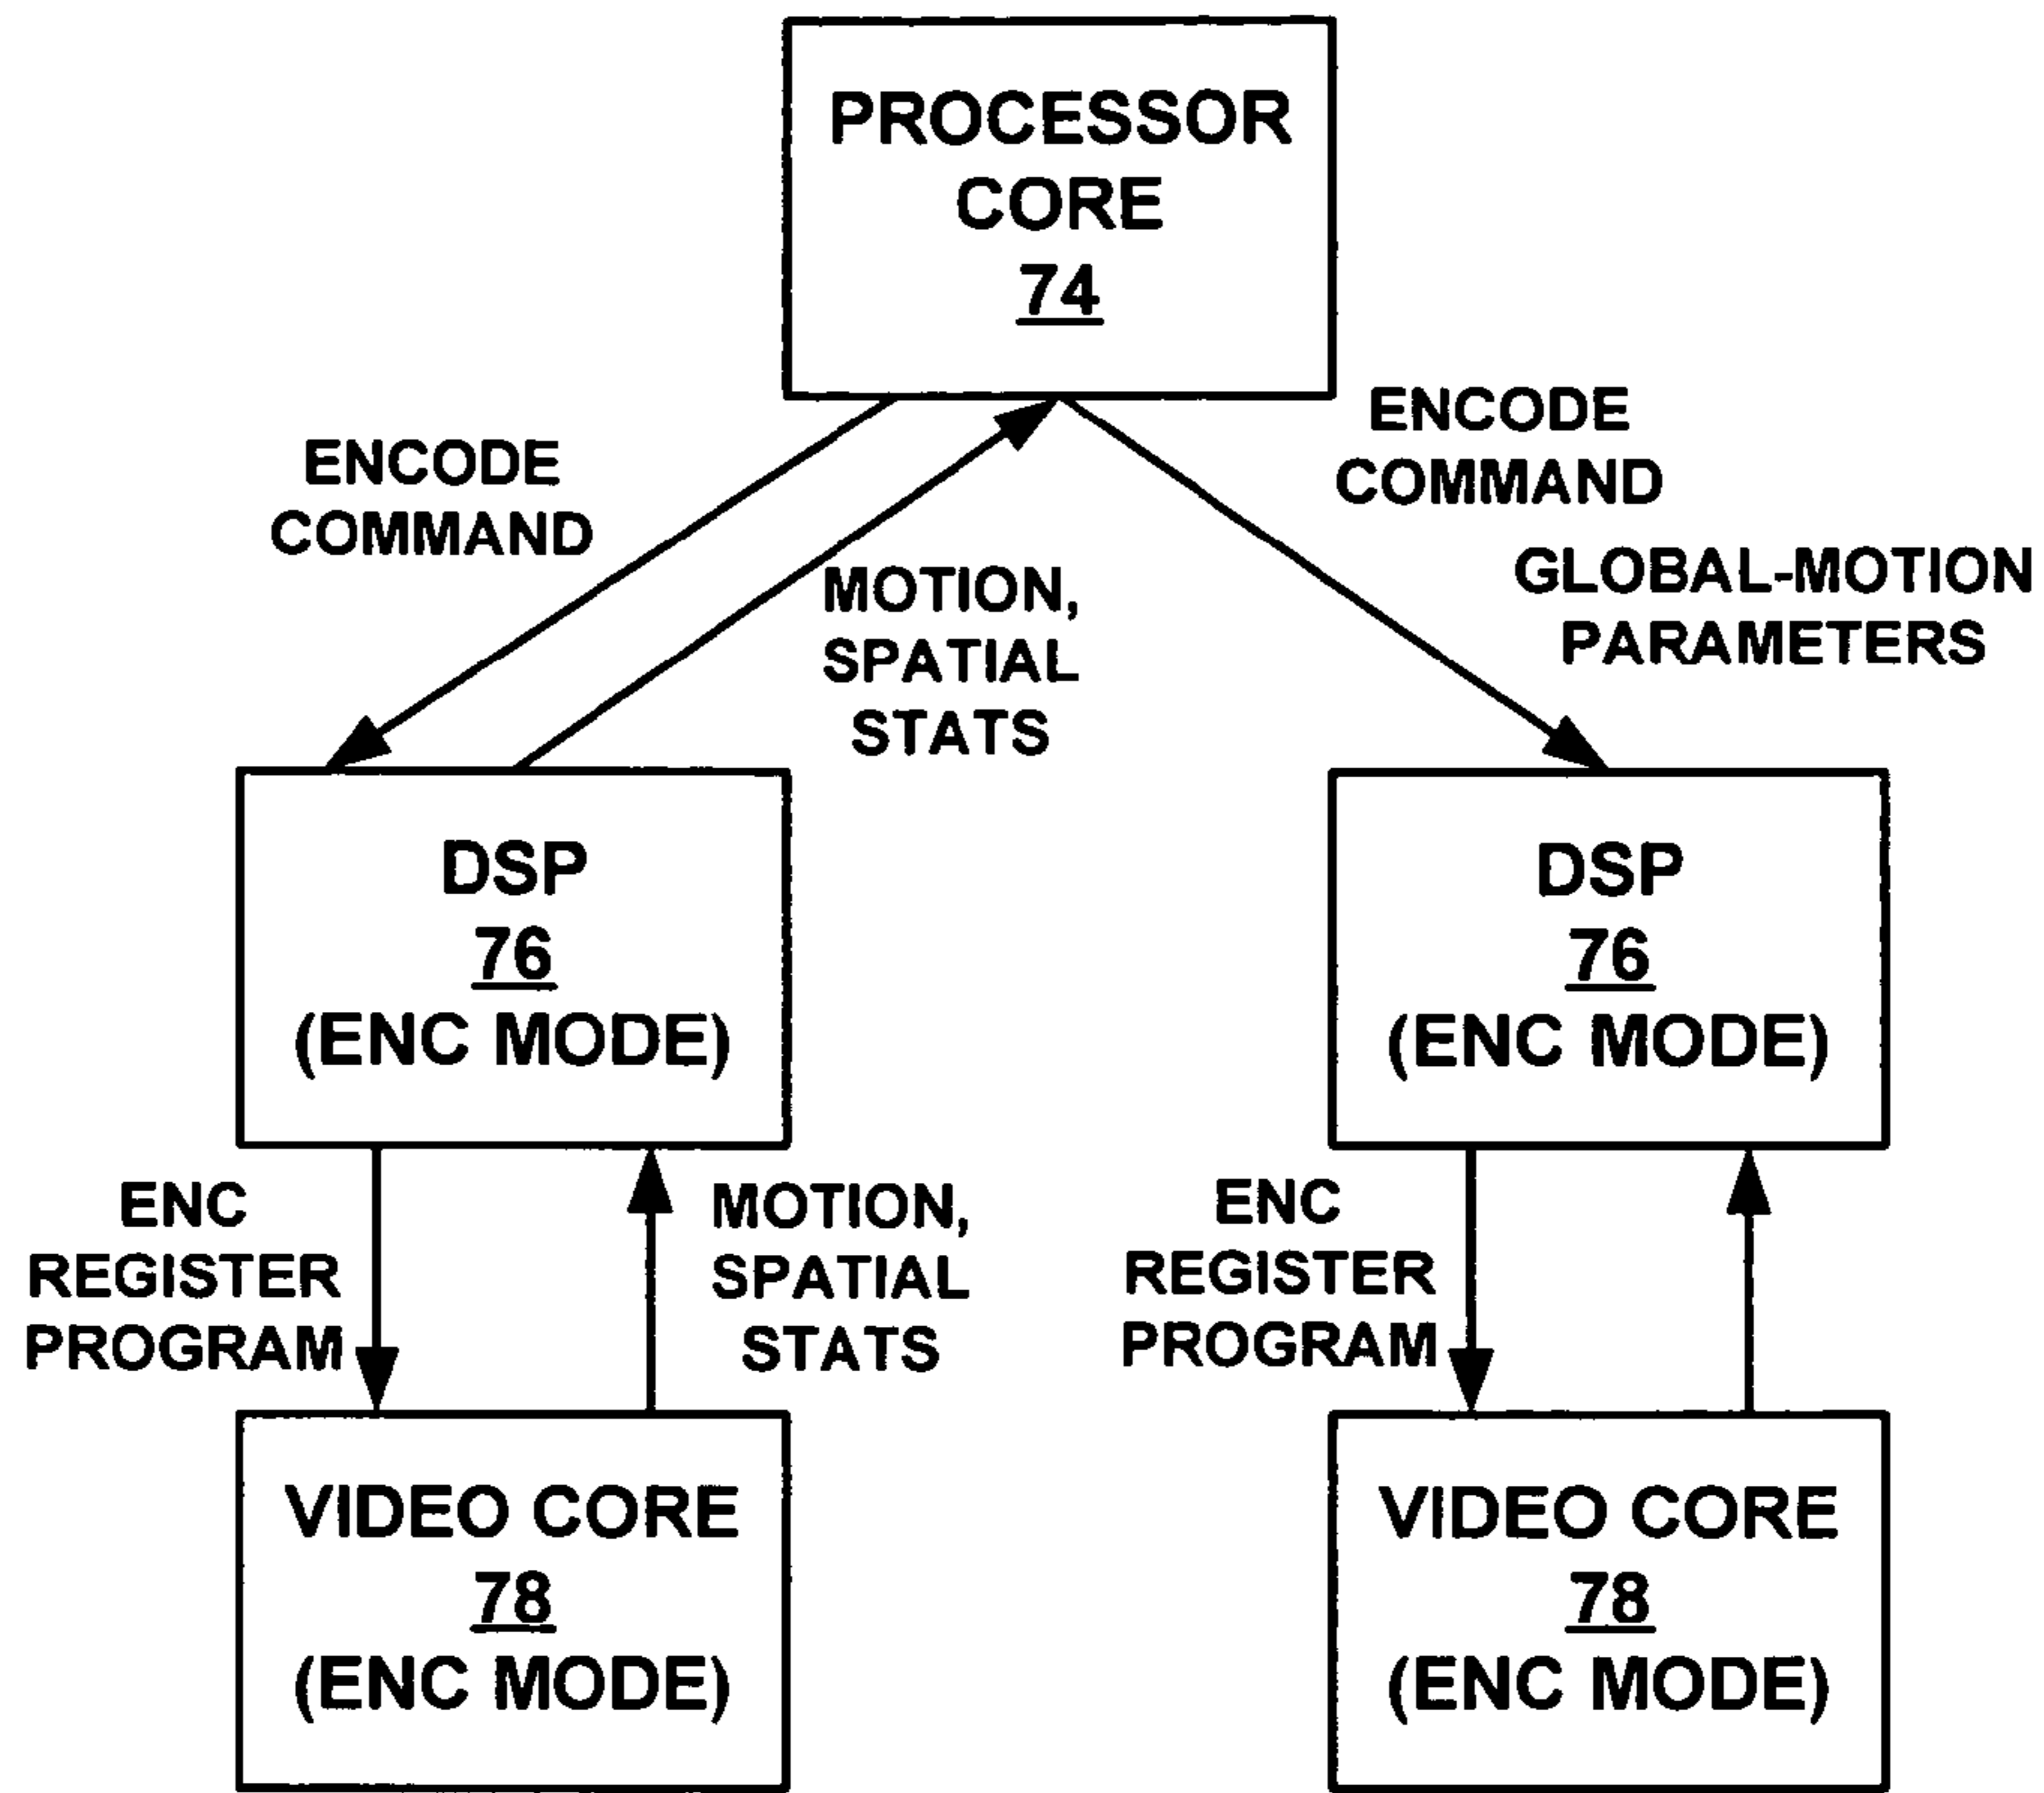 PROCESSOR
CORE
74
ENCODE
COMMAND
MOTION,
SPATIAL
STATS
ENCODE
COMMAND
GLOBAL-MOTION
PARAMETERS
DSP
76
(ENC MODE)
DSP
76
(ENC MODE)
ENC
REGISTER
PROGRAM
MOTION,
SPATIAL
STATS
ENC
REGISTER
PROGRAM
VIDEO CORE
78
(ENC MODE)
VIDEO CORE
78
(ENC MODE)